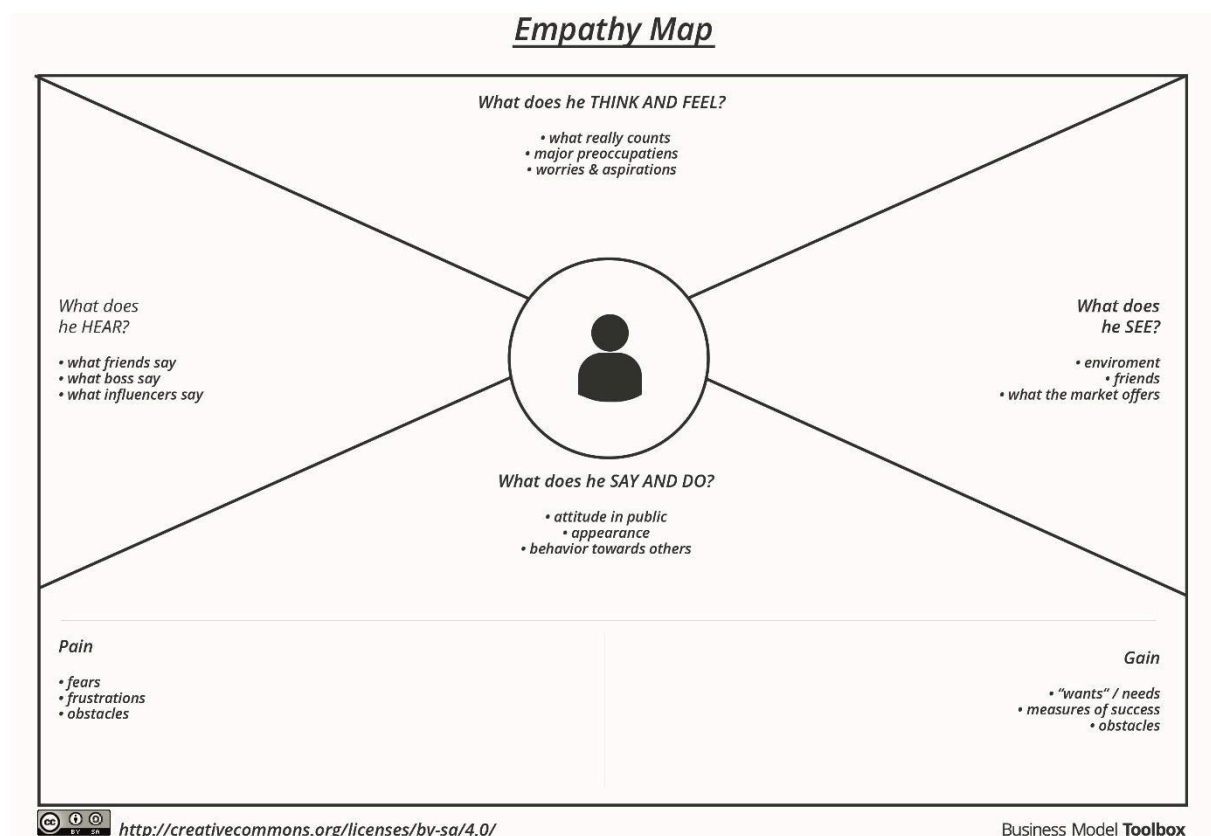 Empathy Map
What does he THINK AND FEEL?
• what really counts
• major preoccupatiens
• worries & aspirations
What does
he HEAR?
• what friends say
• what boss say
• what influencers say
What does
he SEE?
• enviroment
• friends
• what the market offers
What does he SAY AND DO?
• attitude in public
• appearance
• behavior towards others
Pain
• fears
• frustrations
• obstacles
Gain
• “wants“ / needs
• measures of success
• obstacles
cc BY SA
http://creativecommons.org/licenses/by-sa/4.0/
Business Model Toolbox